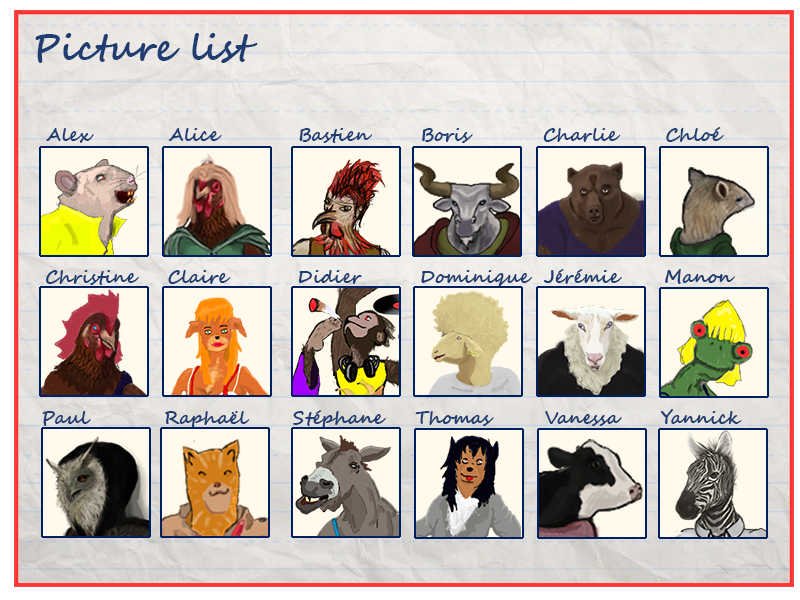 Picture list
Alex Alice Bastien Boris Charlie Chloé
Christine Claire Didier Dominique Jérémie Manon
Paul Raphaël Stéphane Thomas Vanessa Yannick